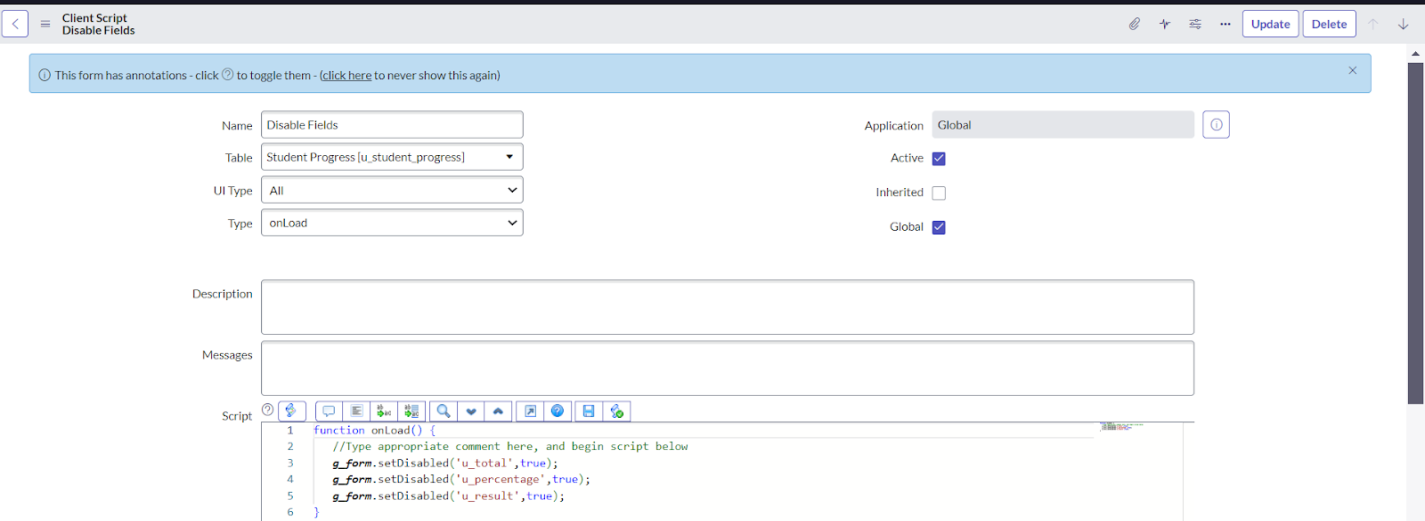 Client Script
Disable Fields
Update
Delete
This form has annotations - click ? to toggle them - (click here to never show this again)
Name
Disable Fields
Application
Global
Table
Student Progress [u_student_progress]
Active
UI Type
All
Inherited
Type
onLoad
Global
Description
Messages
Script
1 function onLoad() {
2 //Type appropriate comment here, and begin script below
3 g_form.setDisabled('u_total',true);
4 g_form.setDisabled('u_percentage',true);
5 g_form.setDisabled('u_result',true);
6 }